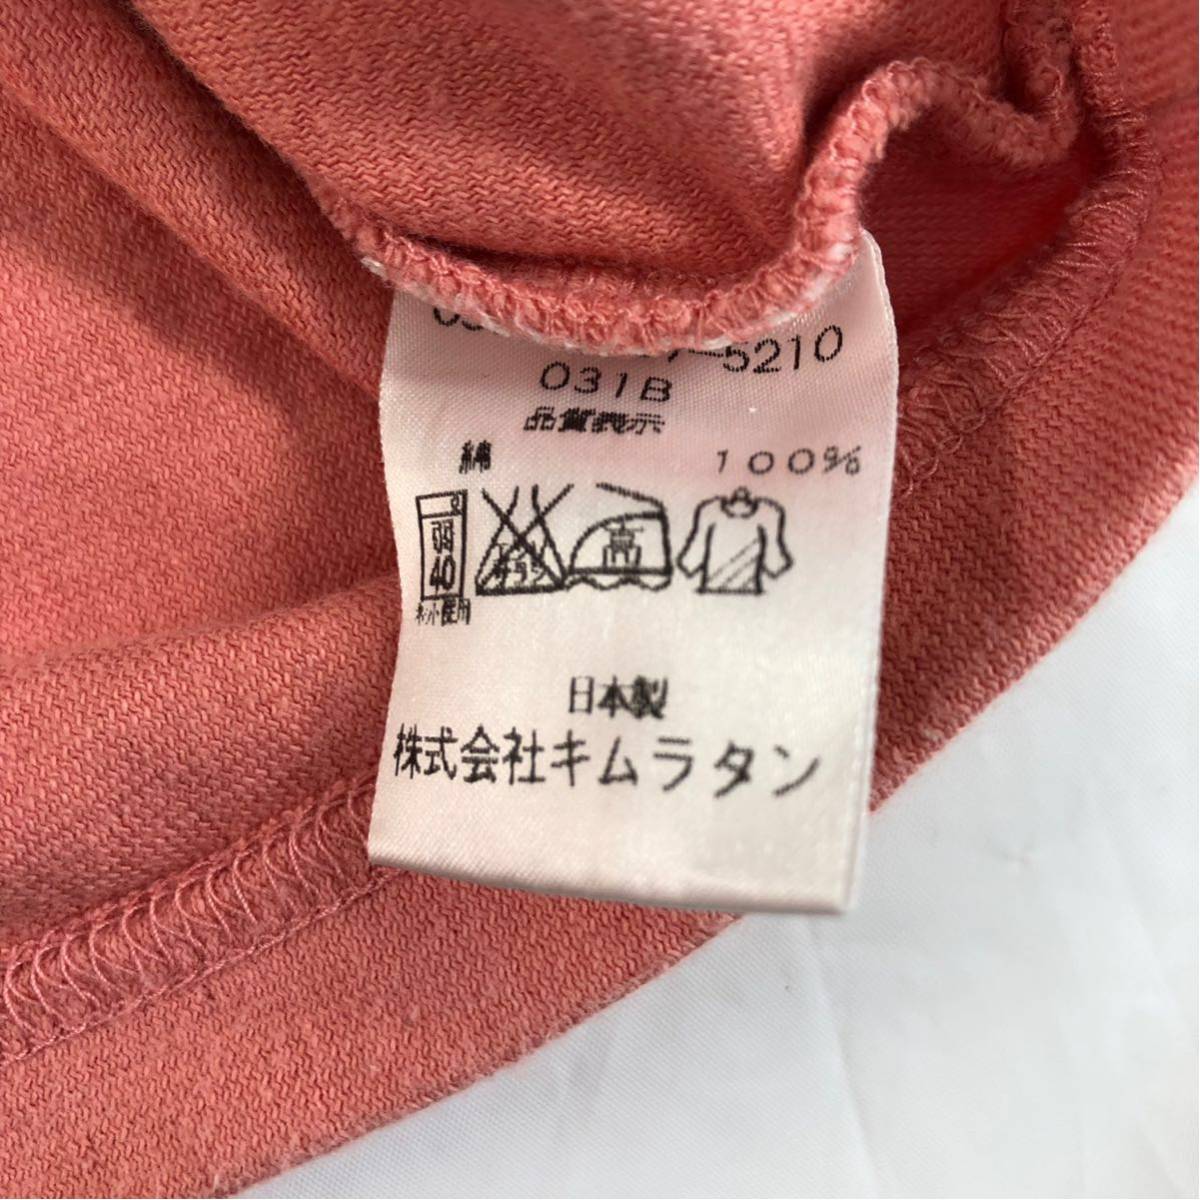 5210
031B
品質表示
綿 100%
弱
40
ネット使用
高
日本製
株式会社キムラタン